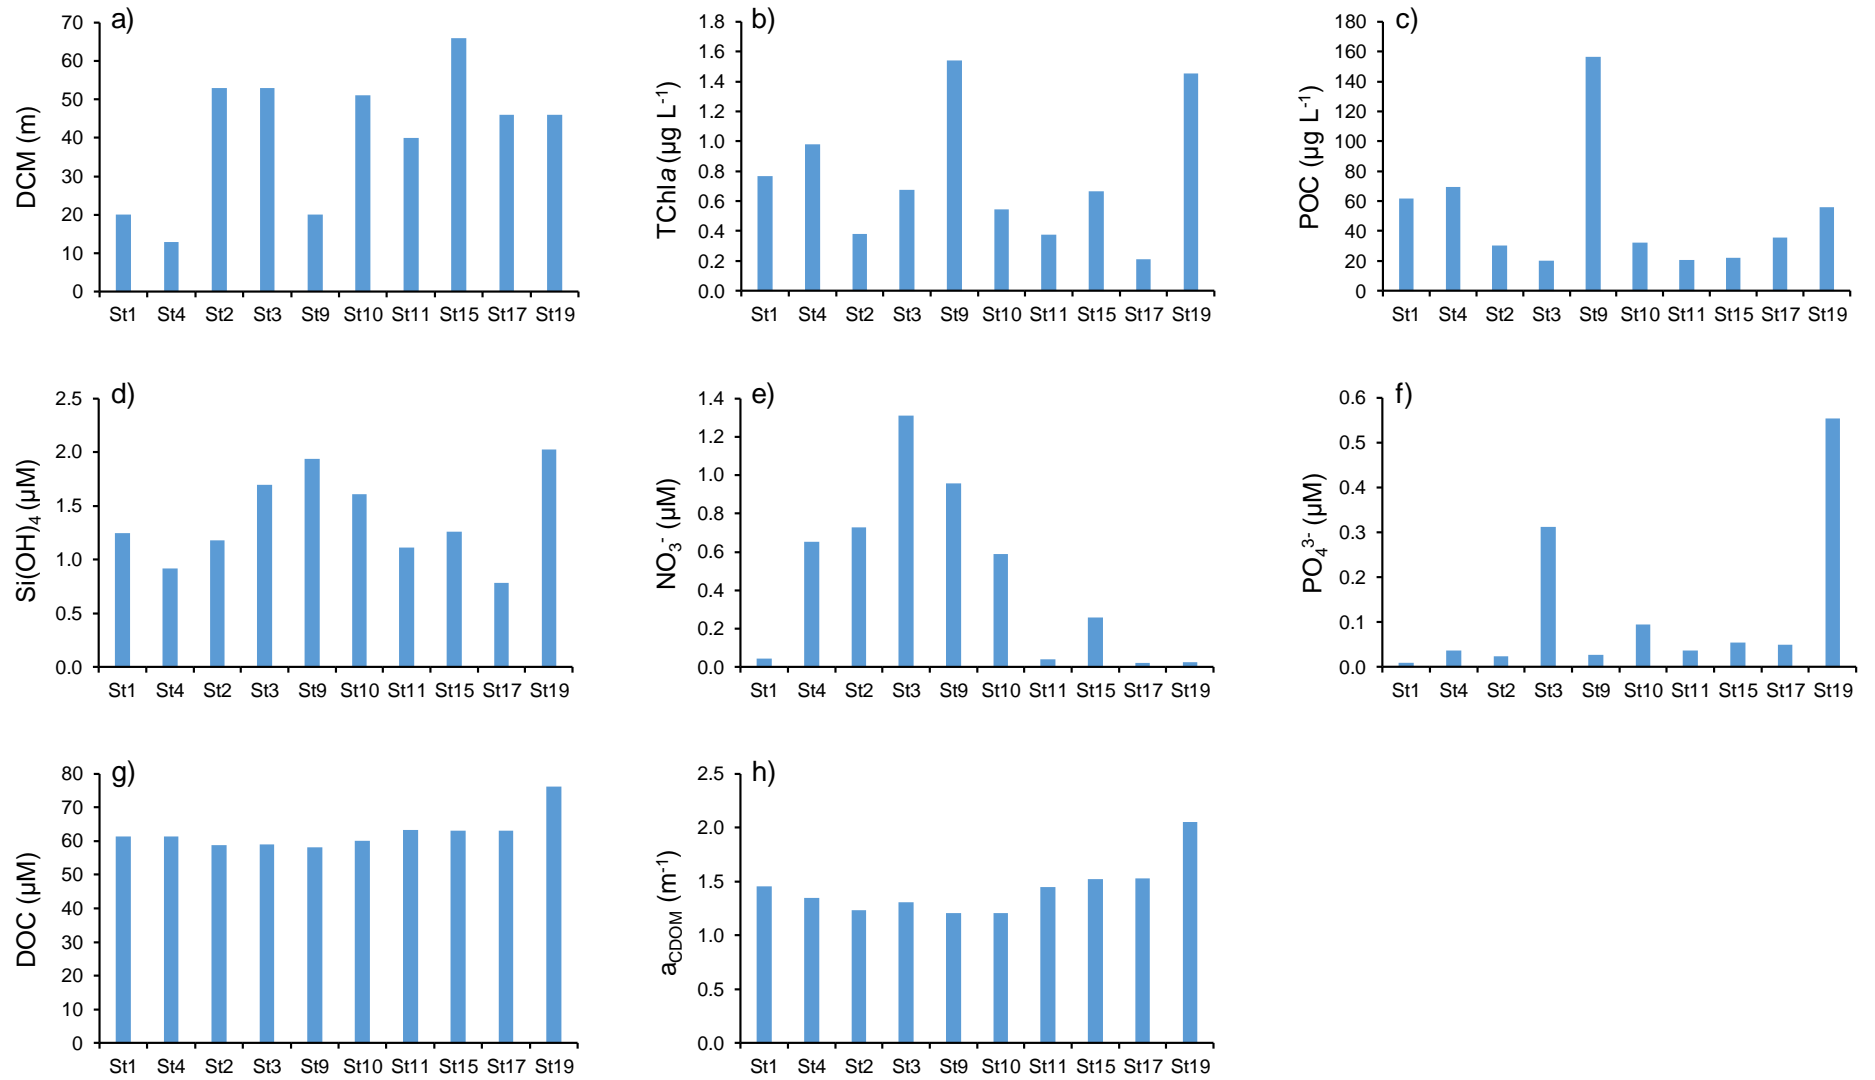 a)
DCM (m)
70
60
50
40
30
20
10
0
St1 St4 St2 St3 St9 St10 St11 St15 St17 St19
b)
TChla (µg L-1)
1.8
1.6
1.4
1.2
1.0
0.8
0.6
0.4
0.2
0.0
St1 St4 St2 St3 St9 St10 St11 St15 St17 St19
c)
POC (µg L-1)
180
160
140
120
100
80
60
40
20
0
St1 St4 St2 St3 St9 St10 St11 St15 St17 St19
d)
Si(OH)4 (µM)
2.5
2.0
1.5
1.0
0.5
0.0
St1 St4 St2 St3 St9 St10 St11 St15 St17 St19
e)
NO3- (µM)
1.4
1.2
1.0
0.8
0.6
0.4
0.2
0.0
St1 St4 St2 St3 St9 St10 St11 St15 St17 St19
f)
PO43- (µM)
0.6
0.5
0.4
0.3
0.2
0.1
0.0
St1 St4 St2 St3 St9 St10 St11 St15 St17 St19
g)
DOC (µM)
80
70
60
50
40
30
20
10
0
St1 St4 St2 St3 St9 St10 St11 St15 St17 St19
h)
aCDOM (m-1)
2.5
2.0
1.5
1.0
0.5
0.0
St1 St4 St2 St3 St9 St10 St11 St15 St17 St19